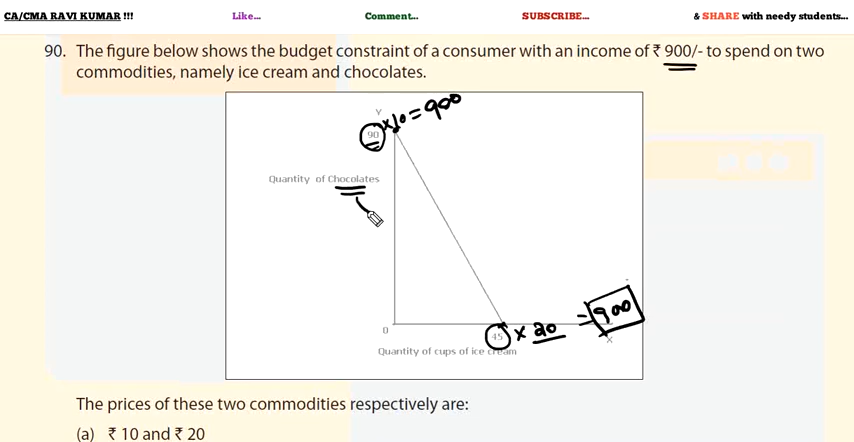 CA/CMA RAVI KUMAR !!! Like... Comment... SUBSCRIBE... & SHARE with needy students...
90. The figure below shows the budget constraint of a consumer with an income of ₹ 900/- to spend on two
commodities, namely ice cream and chocolates.
Y
90 x10 = 900
Quantity of Chocolates
0
45 x 20 = 900
X
Quantity of cups of ice cream
The prices of these two commodities respectively are:
(a) ₹ 10 and ₹ 20